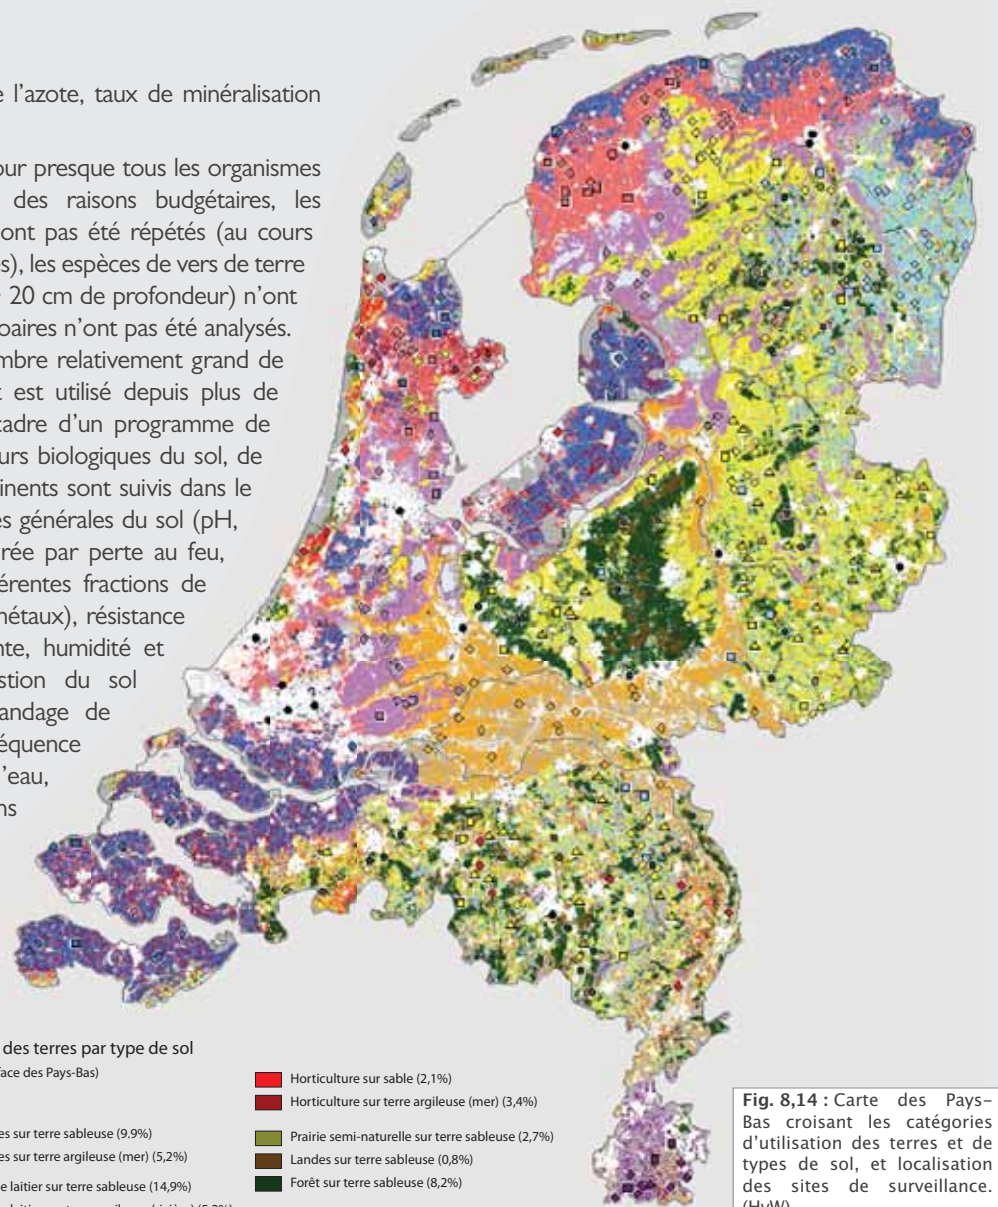 l'azote, taux de minéralisation
our presque tous les organismes
des raisons budgétaires, les
ont pas été répétés (au cours
les espèces de vers de terre
20 cm de profondeur) n'ont
n'ont pas été analysés.
mbre relativement grand de
est utilisé depuis plus de
cadre d'un programme de
urs biologiques du sol, de
inents sont suivis dans le
es générales du sol (pH,
urée par perte au feu,
érentes fractions de
métaux), résistance
nte, humidité et
stion du sol
andage de
équence
'eau,
ns
des terres par type de sol
face des Pays-Bas)
es sur terre sableuse (9.9%)
es sur terre argileuse (mer) (5,2%)
e laitier sur terre sableuse (14,9%)
Horticulture sur sable (2,1%)
Horticulture sur terre argileuse (mer) (3,4%)
Prairie semi-naturelle sur terre sableuse (2,7%)
Landes sur terre sableuse (0,8%)
Forêt sur terre sableuse (8,2%)
Fig. 8,14 : Carte des Pays-
Bas croisant les catégories
d'utilisation des terres et de
types de sol, et localisation
des sites de surveillance.
(HvW)